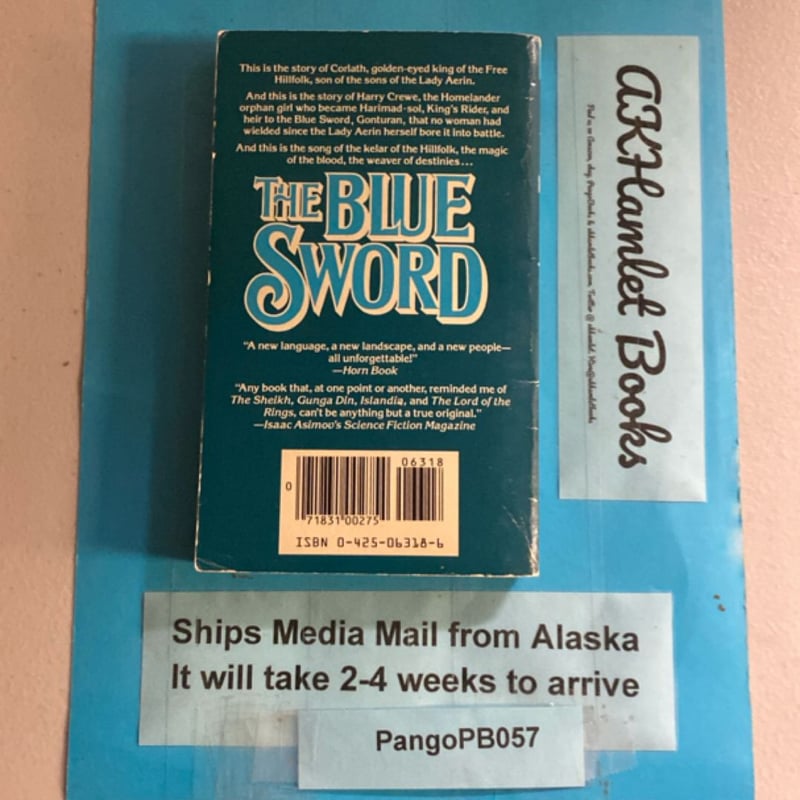 This is the story of Corlath, golden-eyed king of the Free
Hillfolk, son of the sons of the Lady Aerin.
And this is the story of Harry Crewe, the Homelander
orphan girl who became Harimad-sol, King's Rider, and
heir to the Blue Sword, Gonturan, that no woman had
wielded since the Lady Aerin herself bore it into battle.
And this is the song of the kelar of the Hillfolk, the magic
of the blood, the weaver of destinies...
THE BLUE
SWORD
"A new language, a new landscape, and a new people—
all unforgettable!"
—Horn Book
"Any book that, at one point or another, reminded me of
The Sheikh, Gunga Din, Islandia, and The Lord of the
Rings, can't be anything but a true original."
—Isaac Asimov's Science Fiction Magazine
06318
0
71831 00275
ISBN 0-425-06318-6
AKHamlet Books
Ships Media Mail from Alaska
It will take 2-4 weeks to arrive
PangoPB057